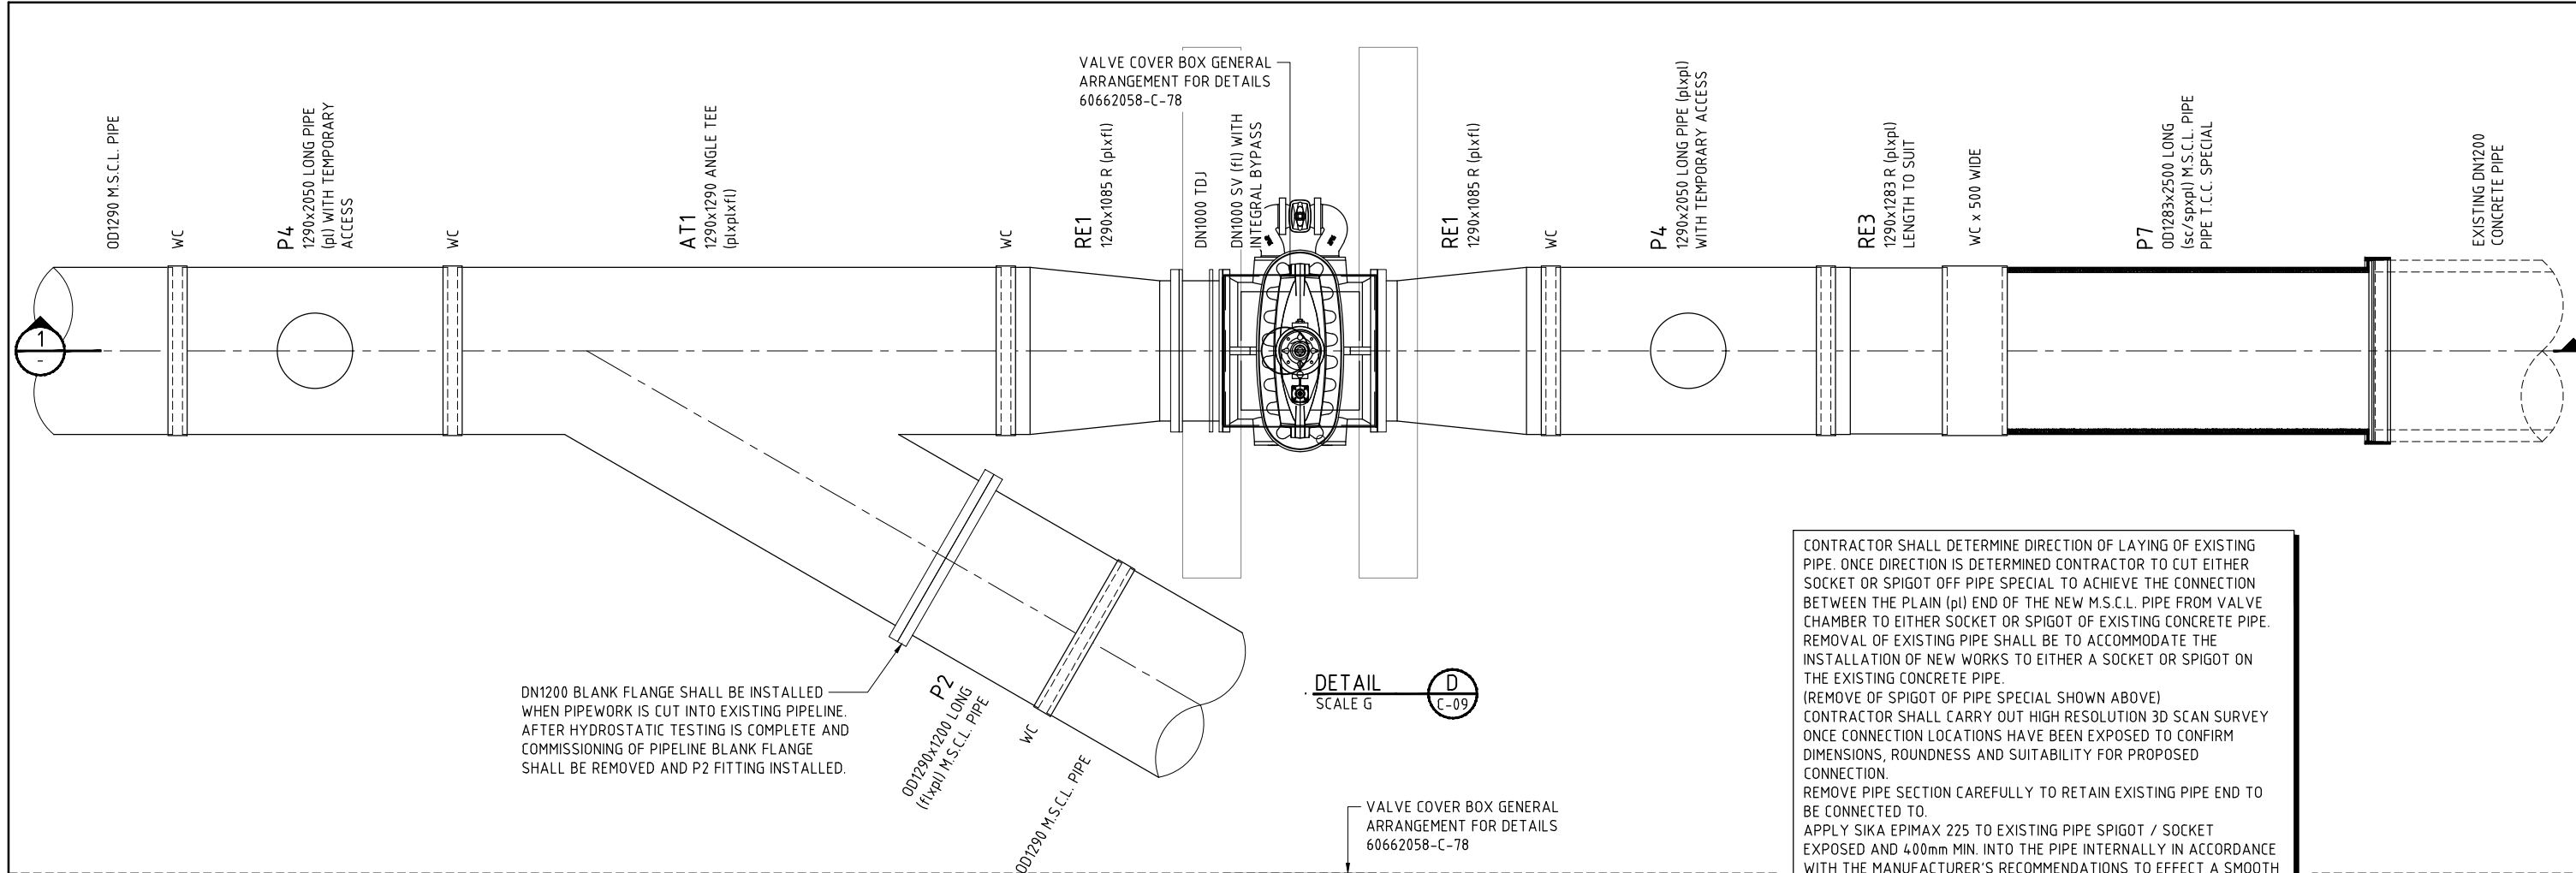 VALVE COVER BOX GENERAL
ARRANGEMENT FOR DETAILS
60662058-C-78
OD1290 M.S.C.L. PIPE
WC
P4
1290x2050 LONG PIPE
(pl) WITH TEMPORARY
ACCESS
WC
AT1
1290x1290 ANGLE TEE
(plxplxfl)
WC
RE1
1290x1085 R (plxfl)
DN1000 TDJ
DN1000 SV (fl) WITH
INTEGRAL BYPASS
RE1
1290x1085 R (plxfl)
WC
P4
1290x2050 LONG PIPE (plxpl)
WITH TEMPORARY ACCESS
RE3
1290x1283 R (plxpl)
LENGTH TO SUIT
WC x 500 WIDE
P7
OD1283x2500 LONG
(sc/spxpl) M.S.C.L. PIPE
PIPE T.C.C. SPECIAL
EXISTING DN1200
CONCRETE PIPE
1
-
DN1200 BLANK FLANGE SHALL BE INSTALLED
WHEN PIPEWORK IS CUT INTO EXISTING PIPELINE.
AFTER HYDROSTATIC TESTING IS COMPLETE AND
COMMISSIONING OF PIPELINE BLANK FLANGE
SHALL BE REMOVED AND P2 FITTING INSTALLED.
P2
OD1290x1200 LONG
(flxpl) M.S.C.L. PIPE
WC
OD1290 M.S.C.L. PIPE
DETAIL
SCALE G
D
C-09
VALVE COVER BOX GENERAL
ARRANGEMENT FOR DETAILS
60662058-C-78
CONTRACTOR SHALL DETERMINE DIRECTION OF LAYING OF EXISTING
PIPE. ONCE DIRECTION IS DETERMINED CONTRACTOR TO CUT EITHER
SOCKET OR SPIGOT OFF PIPE SPECIAL TO ACHIEVE THE CONNECTION
BETWEEN THE PLAIN (pl) END OF THE NEW M.S.C.L. PIPE FROM VALVE
CHAMBER TO EITHER SOCKET OR SPIGOT OF EXISTING CONCRETE PIPE.
REMOVAL OF EXISTING PIPE SHALL BE TO ACCOMMODATE THE
INSTALLATION OF NEW WORKS TO EITHER A SOCKET OR SPIGOT ON
THE EXISTING CONCRETE PIPE.
(REMOVE OF SPIGOT OF PIPE SPECIAL SHOWN ABOVE)
CONTRACTOR SHALL CARRY OUT HIGH RESOLUTION 3D SCAN SURVEY
ONCE CONNECTION LOCATIONS HAVE BEEN EXPOSED TO CONFIRM
DIMENSIONS, ROUNDNESS AND SUITABILITY FOR PROPOSED
CONNECTION.
REMOVE PIPE SECTION CAREFULLY TO RETAIN EXISTING PIPE END TO
BE CONNECTED TO.
APPLY SIKA EPIMAX 225 TO EXISTING PIPE SPIGOT / SOCKET
EXPOSED AND 400mm MIN. INTO THE PIPE INTERNALLY IN ACCORDANCE
WITH THE MANUFACTURER'S RECOMMENDATIONS TO EFFECT A SMOOTH